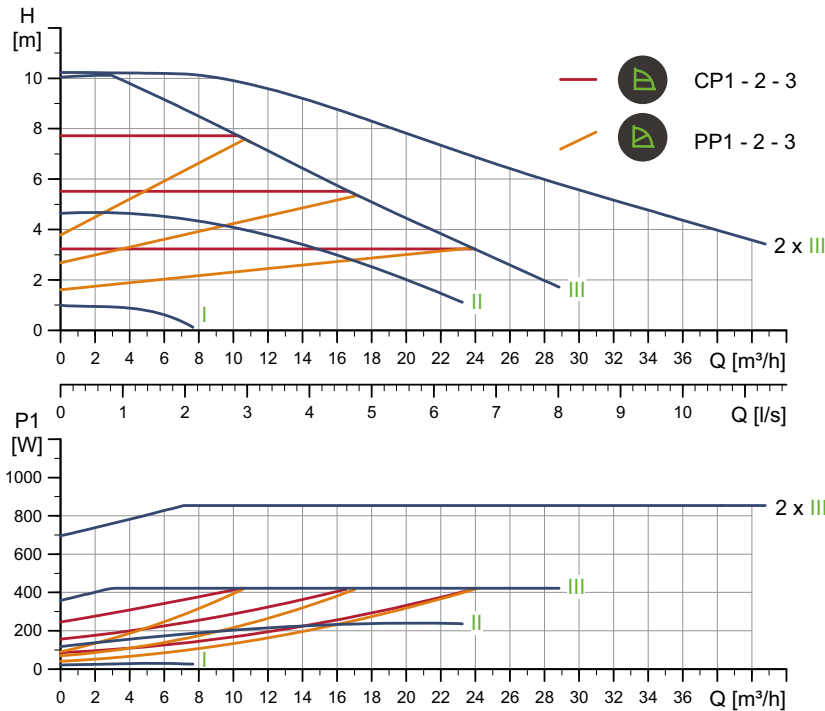 H
[m]
10
8
6
4
2
0
CP1 - 2 - 3
PP1 - 2 - 3
2 x III
III
II
I
0 2 4 6 8 10 12 14 16 18 20 22 24 26 28 30 32 34 36 Q [m³/h]
0 1 2 3 4 5 6 7 8 9 10 Q [l/s]
P1
[W]
1000
800
600
400
200
0
2 x III
III
II
I
0 2 4 6 8 10 12 14 16 18 20 22 24 26 28 30 32 34 36 Q [m³/h]